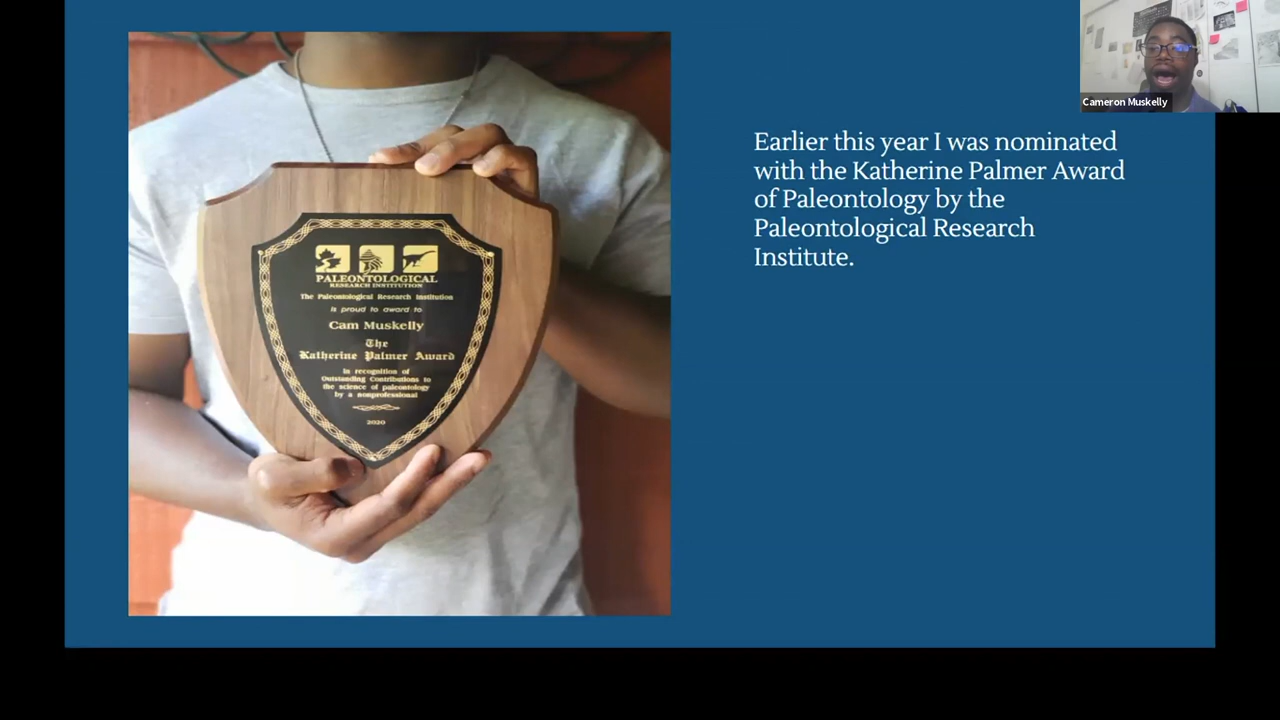 Cameron Muskelly
Earlier this year I was nominated
with the Katherine Palmer Award
of Paleontology by the
Paleontological Research
Institute.
PALEONTOLOGICAL
RESEARCH INSTITUTION
The Paleontological Research Institution
is proud to award to
Cam Muskelly
The
Katherine Palmer Award
in recognition of
Outstanding Contributions to
the science of paleontology
by a nonprofessional
2020